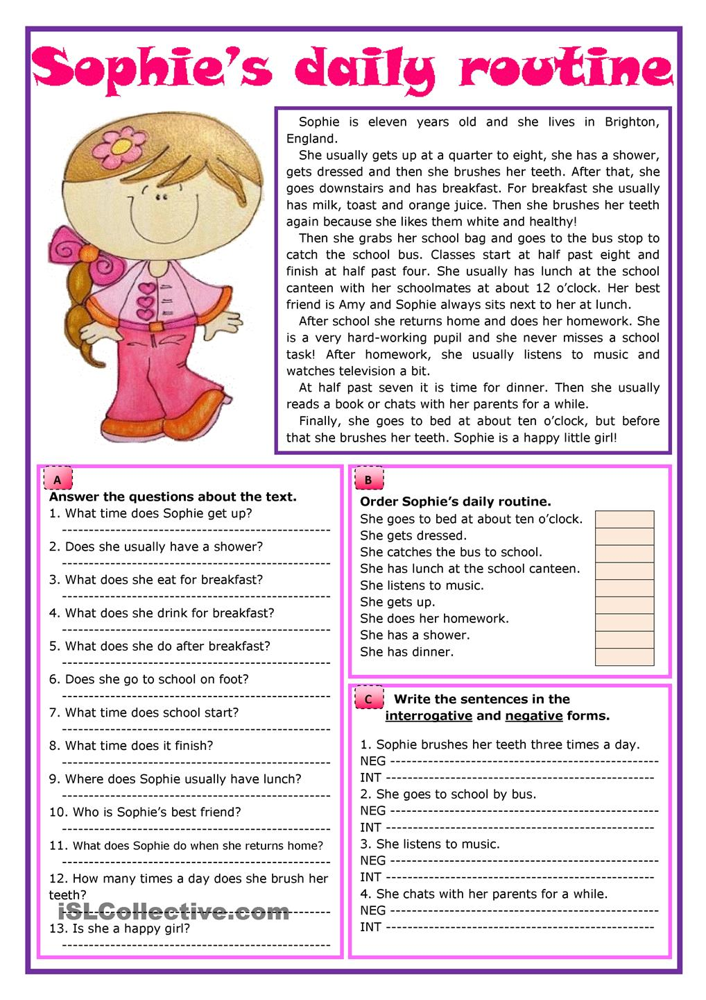 Sophie's daily routine
Sophie is eleven years old and she lives in Brighton,
England.
She usually gets up at a quarter to eight, she has a shower,
gets dressed and then she brushes her teeth. After that, she
goes downstairs and has breakfast. For breakfast she usually
has milk, toast and orange juice. Then she brushes her teeth
again because she likes them white and healthy!
Then she grabs her school bag and goes to the bus stop to
catch the school bus. Classes start at half past eight and
finish at half past four. She usually has lunch at the school
canteen with her schoolmates at about 12 o'clock. Her best
friend is Amy and Sophie always sits next to her at lunch.
After school she returns home and does her homework. She
is a very hard-working pupil and she never misses a school
task! After homework, she usually listens to music and
watches television a bit.
At half past seven it is time for dinner. Then she usually
reads a book or chats with her parents for a while.
Finally, she goes to bed at about ten o'clock, but before
that she brushes her teeth. Sophie is a happy little girl!
A
Answer the questions about the text.
1. What time does Sophie get up?
2. Does she usually have a shower?
3. What does she eat for breakfast?
4. What does she drink for breakfast?
5. What does she do after breakfast?
6. Does she go to school on foot?
7. What time does school start?
8. What time does it finish?
9. Where does Sophie usually have lunch?
10. Who is Sophie's best friend?
11. What does Sophie do when she returns home?
12. How many times a day does she brush her
teeth?
iSLCollective.com
13. Is she a happy girl?
B
Order Sophie's daily routine.
She goes to bed at about ten o'clock.
She gets dressed.
She catches the bus to school.
She has lunch at the school canteen.
She listens to music.
She gets up.
She does her homework.
She has a shower.
She has dinner.
C
Write the sentences in the
interrogative and negative forms.
1. Sophie brushes her teeth three times a day.
NEG
INT
2. She goes to school by bus.
NEG
INT
3. She listens to music.
NEG
INT
4. She chats with her parents for a while.
NEG
INT